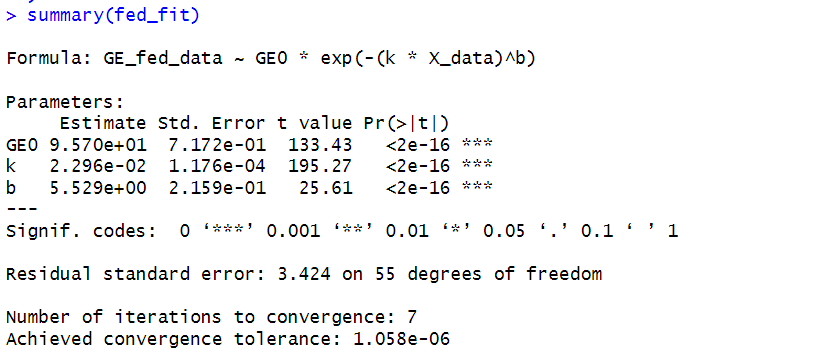 > summary(fed_fit)
Formula: GE_fed_data ~ GE0 * exp(-(k * X_data)^b)
Parameters:
Estimate Std. Error t value Pr(>|t|)
GE0 9.570e+01 7.172e-01 133.43 <2e-16 ***
k 2.296e-02 1.176e-04 195.27 <2e-16 ***
b 5.529e+00 2.159e-01 25.61 <2e-16 ***
---
Signif. codes: 0 ‘***’ 0.001 ‘**’ 0.01 ‘*’ 0.05 ‘.’ 0.1 ‘ ’ 1
Residual standard error: 3.424 on 55 degrees of freedom
Number of iterations to convergence: 7
Achieved convergence tolerance: 1.058e-06